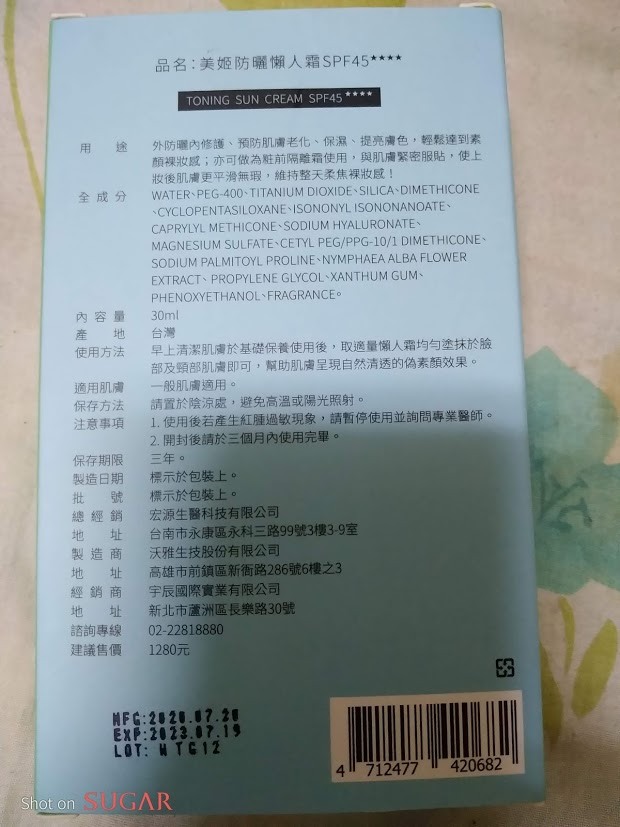 品名:美姬防曬懶人霜SPF45★★★★
TONING SUN CREAM SPF45★★★★
用途 外防曬內修護、預防肌膚老化、保濕、提亮膚色,輕鬆達到素
顏裸妝感;亦可做為粧前隔離霜使用,與肌膚緊密服貼,使上
妝後肌膚更平滑無瑕,維持整天柔焦裸妝感!
全成分 WATER、PEG-400、TITANIUM DIOXIDE、SILICA、DIMETHICONE
、CYCLOPENTASILOXANE、ISONONYL ISONONANOATE、
CAPRYLYL METHICONE、SODIUM HYALURONATE、
MAGNESIUM SULFATE、CETYL PEG/PPG-10/1 DIMETHICONE、
SODIUM PALMITOYL PROLINE、NYMPHAEA ALBA FLOWER
EXTRACT、PROPYLENE GLYCOL、XANTHUM GUM、
PHENOXYETHANOL、FRAGRANCE。
內容量 30ml
產地 台灣
使用方法 早上清潔肌膚於基礎保養使用後,取適量懶人霜均勻塗抹於臉
部及頸部肌膚即可,幫助肌膚呈現自然清透的偽素顏效果。
適用肌膚 一般肌膚適用。
保存方法 請置於陰涼處,避免高溫或陽光照射。
注意事項 1. 使用後若產生紅腫過敏現象,請暫停使用並詢問專業醫師。
2. 開封後請於三個月內使用完畢。
保存期限 三年。
製造日期 標示於包裝上。
批號 標示於包裝上。
總經銷 宏源生醫科技有限公司
地址 台南市永康區永科三路99號3樓3-9室
製造商 沃雅生技股份有限公司
地址 高雄市前鎮區新衙路286號6樓之3
經銷商 宇辰國際實業有限公司
地址 新北市蘆洲區長樂路30號
諮詢專線 02-22818880
建議售價 1280元
MFG:2020.07.20
EXP:2023.07.19
LOT: WTG12
4 712477 420682
Shot on SUGAR